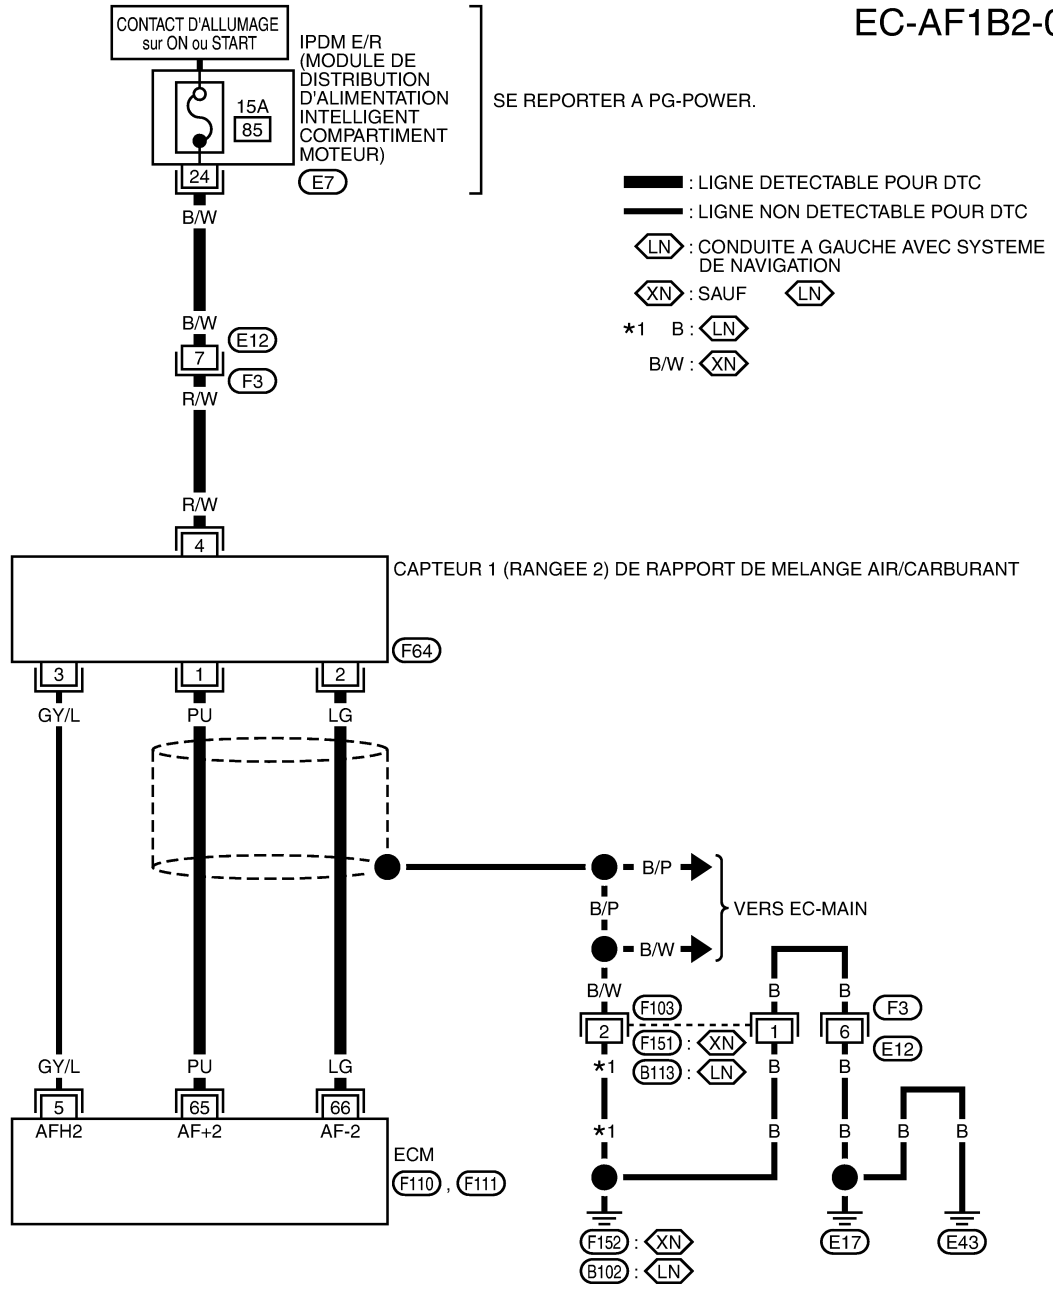 EC-AF1B2-0
CONTACT D'ALLUMAGE
sur ON ou START
IPDM E/R
(MODULE DE
DISTRIBUTION
D'ALIMENTATION
INTELLIGENT
COMPARTIMENT
MOTEUR)
15A
85
SE REPORTER A PG-POWER.
24
E7
B/W
: LIGNE DETECTABLE POUR DTC
: LIGNE NON DETECTABLE POUR DTC
LN : CONDUITE A GAUCHE AVEC SYSTEME
DE NAVIGATION
XN : SAUF LN
*1 B : LN
B/W : XN
B/W
E12
7
F3
R/W
R/W
4
CAPTEUR 1 (RANGEE 2) DE RAPPORT DE MELANGE AIR/CARBURANT
F64
3 1 2
GY/L PU LG
B/P
B/P
VERS EC-MAIN
B/W
B/W B B
F103 F3
2 1 6
F151 : XN E12
B113 : LN
GY/L PU LG *1 B B
5 65 66
AFH2 AF+2 AF-2 *1 B B B B
ECM
F110 , F111
F152 : XN E17 E43
B102 : LN